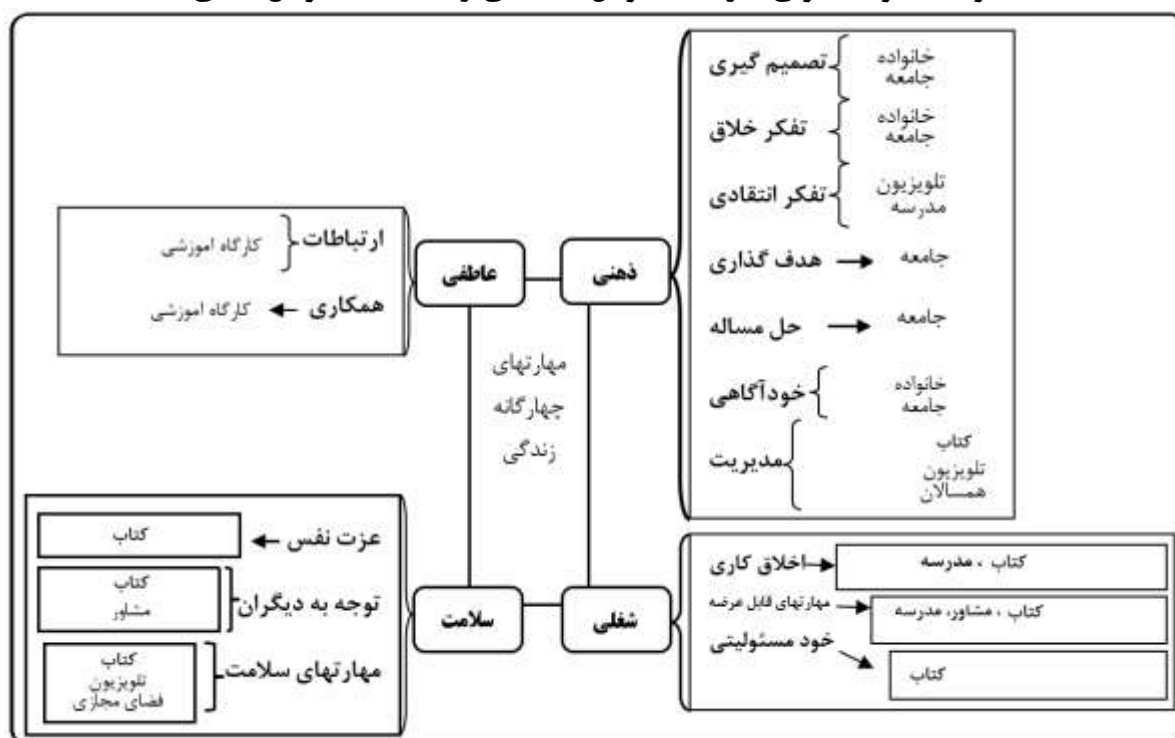 تصمیم گیری
خانواده
جامعه
تفکر خلاق
خانواده
جامعه
تفکر انتقادی
تلویزیون
مدرسه
هدف گذاری
جامعه
حل مساله
جامعه
خودآگاهی
خانواده
جامعه
مدیریت
کتاب
تلویزیون
همسالان
ذهنی
عاطفی
ارتباطات
کارگاه اموزشی
همکاری
کارگاه اموزشی
مهارتهای
چهارگانه
زندگی
شغلی
اخلاق کاری
کتاب ، مدرسه
مهارتهای قابل عرضه
کتاب ، مشاور، مدرسه
خود مسئولیتی
کتاب
سلامت
عزت نفس
کتاب
توجه به دیگران
کتاب
مشاور
مهارتهای سلامت
کتاب
تلویزیون
فضای مجازی